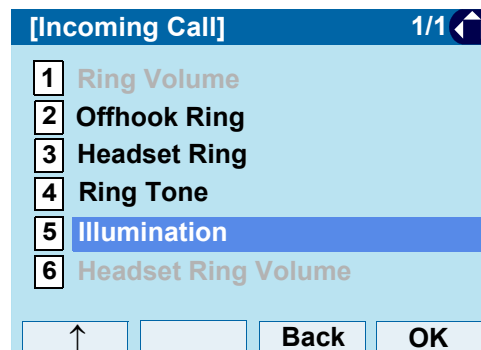 [Incoming Call] 1/1
1 Ring Volume
2 Offhook Ring
3 Headset Ring
4 Ring Tone
5 Illumination
6 Headset Ring Volume
↑ Back OK